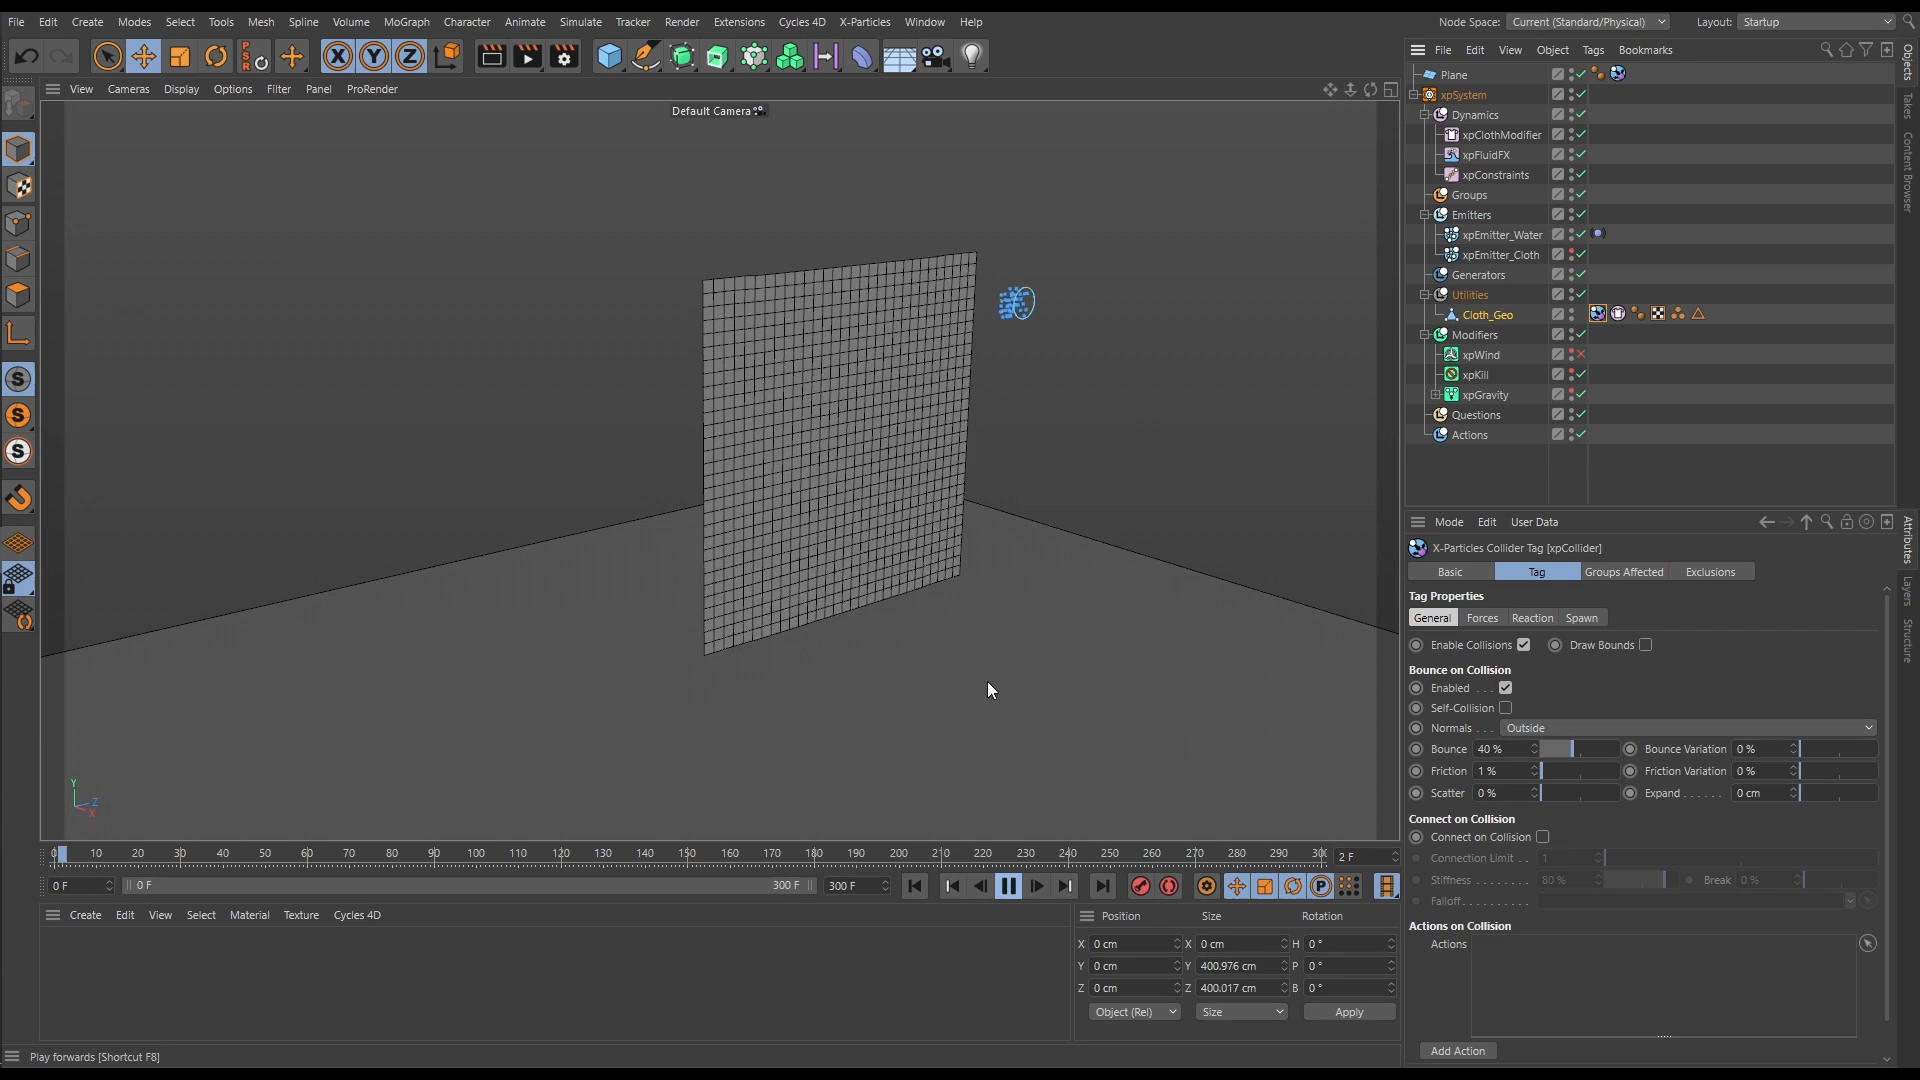 File Edit Create Modes Select Tools Mesh Spline Volume MoGraph Character Animate Simulate Tracker Render Extensions Cycles 4D X-Particles Window Help
Node Space: Current (Standard/Physical) Layout: Startup
PSR X Y Z
File Edit View Object Tags Bookmarks
View Cameras Display Options Filter Panel ProRender
Default Camera
Plane
xpSystem
Dynamics
xpClothModifier
xpFluidFX
xpConstraints
Groups
Emitters
xpEmitter_Water
xpEmitter_Cloth
Generators
Utilities
Cloth_Geo
Modifiers
xpWind
xpKill
xpGravity
Questions
Actions
Objects
Takes
Content Browser
S
S
S
Mode Edit User Data
X-Particles Collider Tag [xpCollider]
Basic Tag Groups Affected Exclusions
Tag Properties
General Forces Reaction Spawn
Enable Collisions Draw Bounds
Bounce on Collision
Enabled . . .
Self-Collision
Normals . . . Outside
Bounce 40 % Bounce Variation 0 %
Friction 1 % Friction Variation 0 %
Scatter 0 % Expand . . . . . . 0 cm
Connect on Collision
Connect on Collision
Connection Limit . . 1
Stiffness . . . . . . . . 80 % Break 0 %
Falloff. . . . . . . . . .
Actions on Collision
Actions
Add Action
Attributes
Layers
Structure
Y
Z
X
0 10 20 30 40 50 60 70 80 90 100 110 120 130 140 150 160 170 180 190 200 210 220 230 240 250 260 270 280 290 300 2 F
0 F 0 F 300 F 300 F P
Create Edit View Select Material Texture Cycles 4D
Position Size Rotation
X 0 cm X 0 cm H 0 °
Y 0 cm Y 400.976 cm P 0 °
Z 0 cm Z 400.017 cm B 0 °
Object (Rel) Size Apply
Play forwards [Shortcut F8]